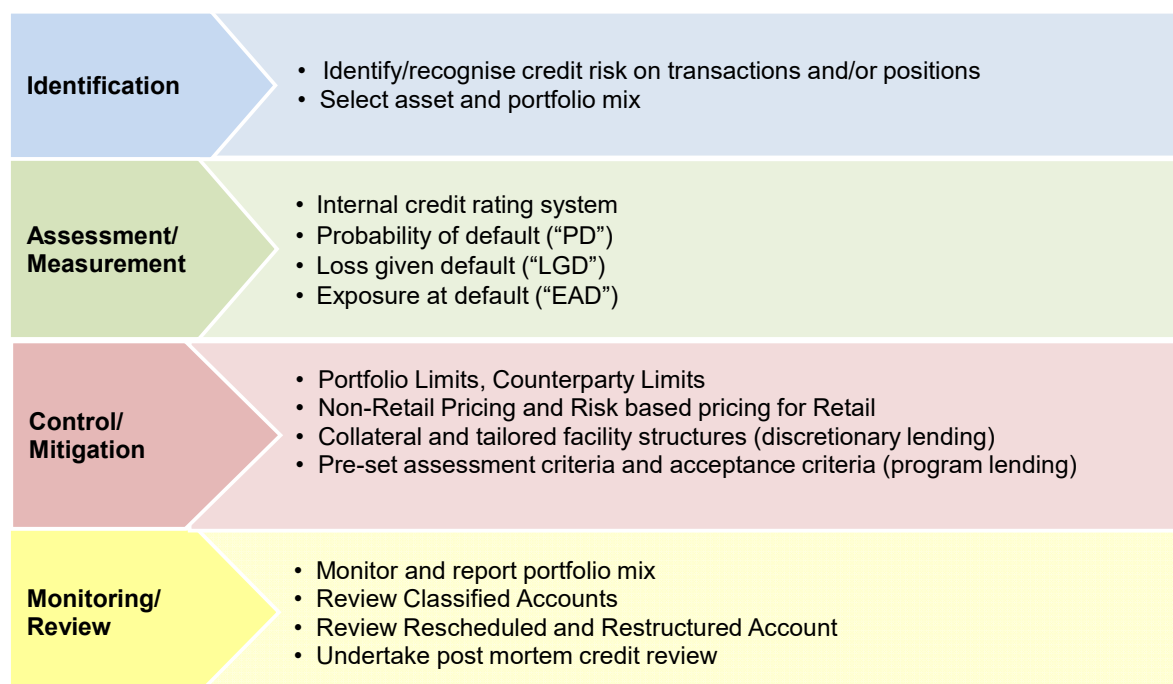 Identification
• Identify/recognise credit risk on transactions and/or positions
• Select asset and portfolio mix
Assessment/
Measurement
• Internal credit rating system
• Probability of default (“PD”)
• Loss given default (“LGD”)
• Exposure at default (“EAD”)
Control/
Mitigation
• Portfolio Limits, Counterparty Limits
• Non-Retail Pricing and Risk based pricing for Retail
• Collateral and tailored facility structures (discretionary lending)
• Pre-set assessment criteria and acceptance criteria (program lending)
Monitoring/
Review
• Monitor and report portfolio mix
• Review Classified Accounts
• Review Rescheduled and Restructured Account
• Undertake post mortem credit review